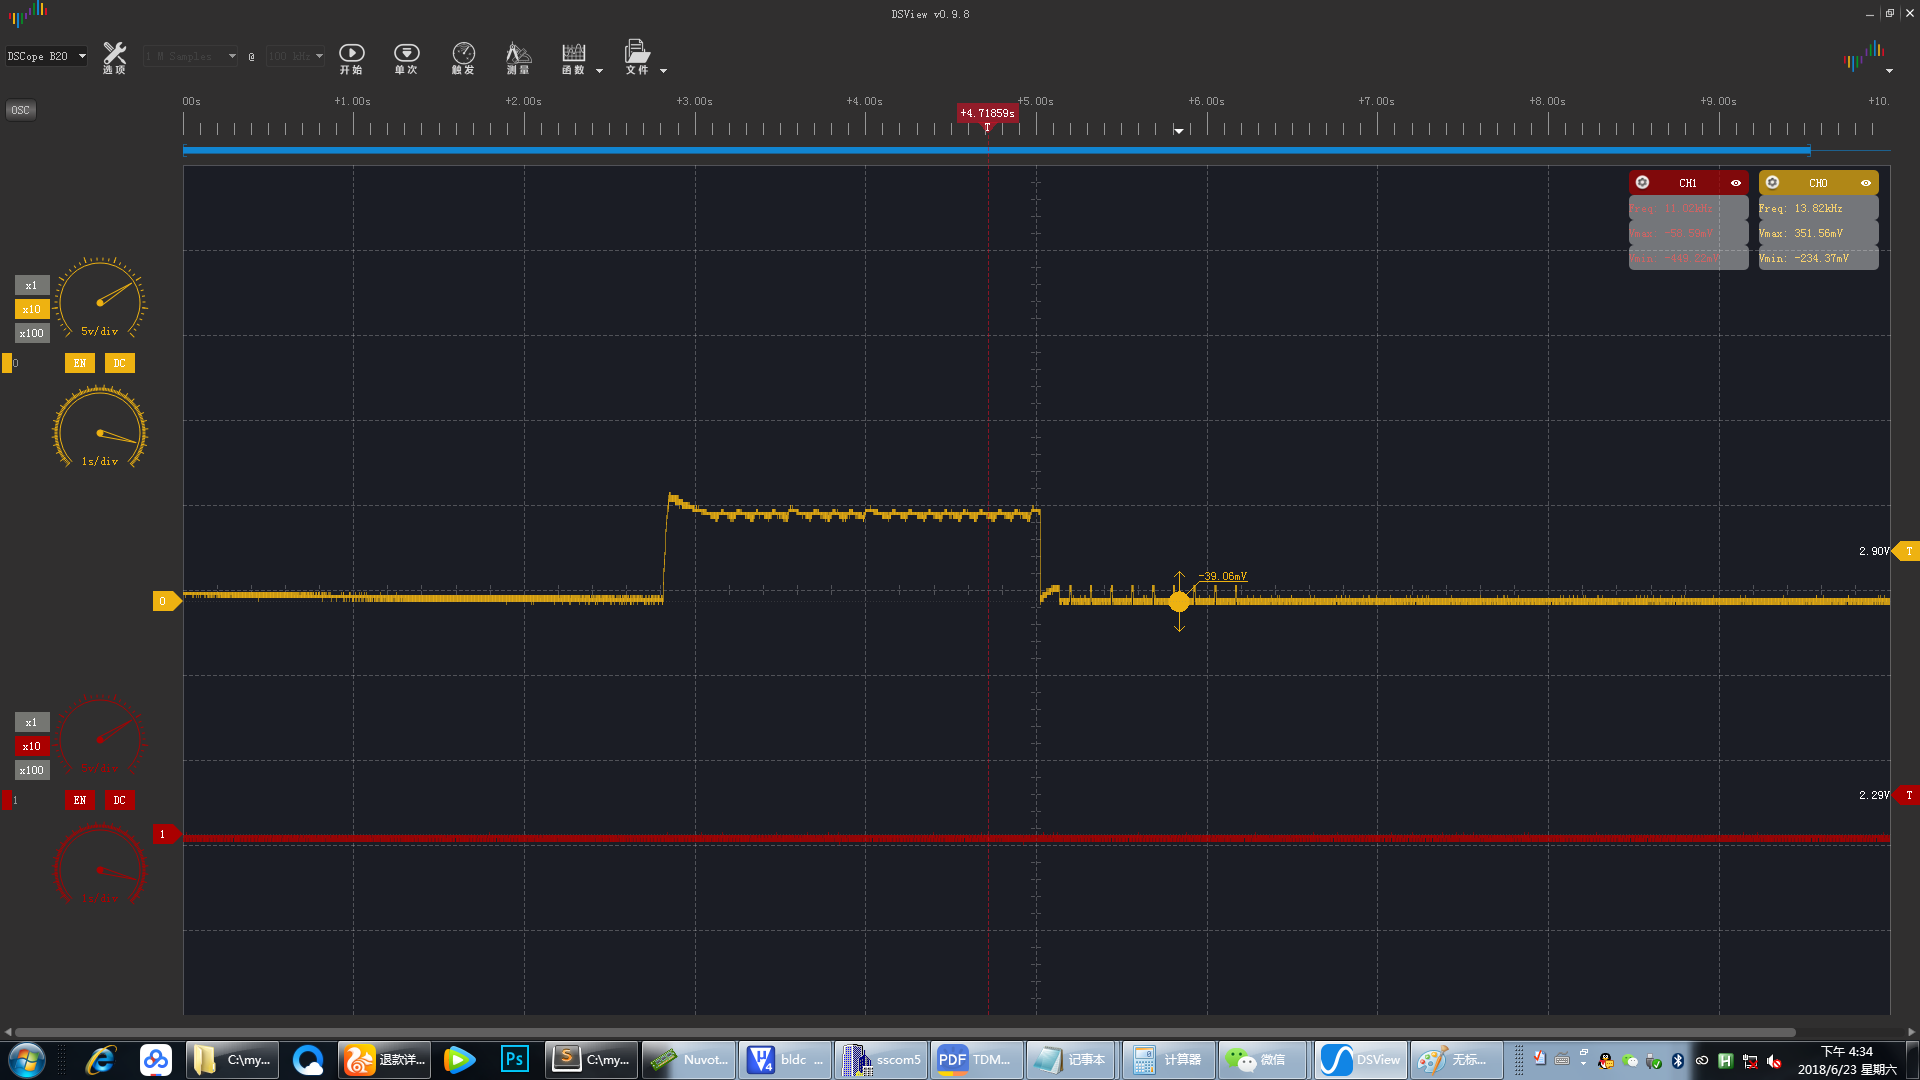 DSView v0.9.8
DSCope B20
选项
1 M Samples
@
100 kHz
开始
单次
触发
测量
函数
文件
OSC
00s
+1.00s
+2.00s
+3.00s
+4.00s
+5.00s
+6.00s
+7.00s
+8.00s
+9.00s
+10.
+4.71859s
T
CH1
CH0
Freq: 11.02kHz
Freq: 13.82kHz
Vmax: -58.52mV
Vmax: 351.56mV
Vmin: -234.37mV
x1
x10
x100
5v/div
0
EN
DC
1s/div
2.90V
T
-39.06mV
0
x1
x10
x100
5v/div
1
EN
DC
1s/div
1
2.29V
T
C:\my...
退款详...
Ps
C:\my...
Nuvot...
bldc ...
sscom5
PDF
TDM...
记事本
计算器
微信
DSView
无标...
下午 4:34
2018/6/23 星期六